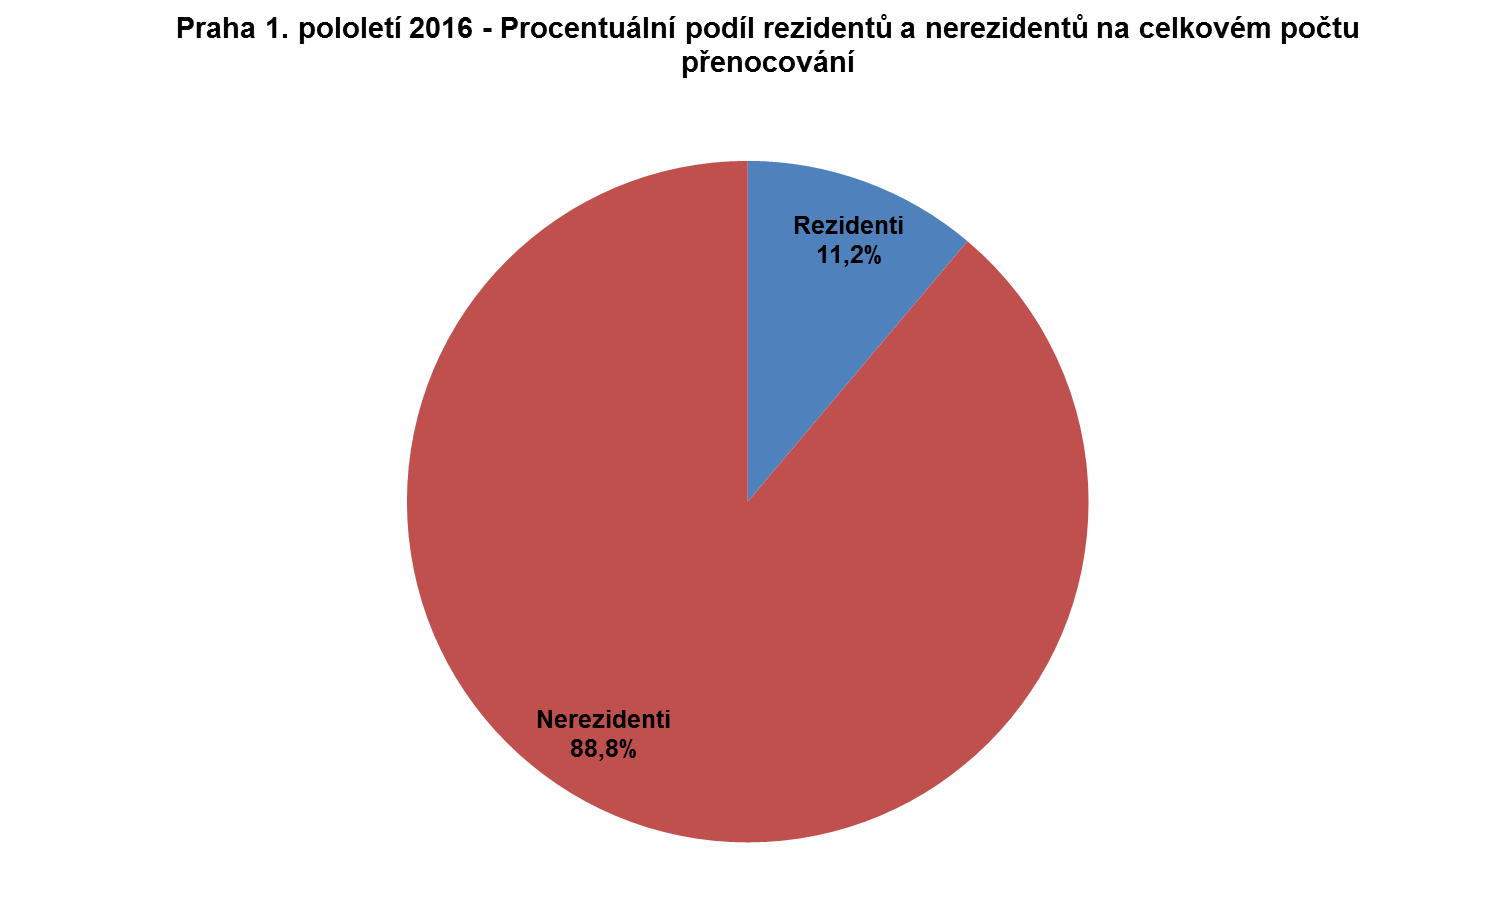 Praha 1. pololetí 2016 - Procentuální podíl rezidentů a nerezidentů na celkovém počtu
přenocování
Rezidenti
11,2%
Nerezidenti
88,8%